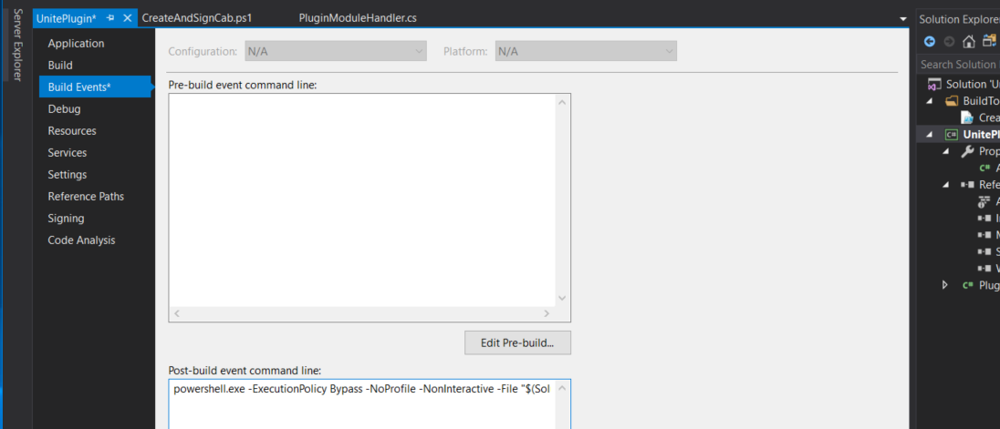 Server Explorer
UnitePlugin*
CreateAndSignCab.ps1
PluginModuleHandler.cs
Application
Build
Build Events*
Debug
Resources
Services
Settings
Reference Paths
Signing
Code Analysis
Configuration: N/A
Platform: N/A
Pre-build event command line:
Edit Pre-build...
Post-build event command line:
powershell.exe -ExecutionPolicy Bypass -NoProfile -NonInteractive -File "$(Sol
Solution Explorer
Search Solution
Solution 'U
BuildTo
Crea
C# UnitePl
Prop
C# A
Refe
A
I
M
S
V
C# Plug